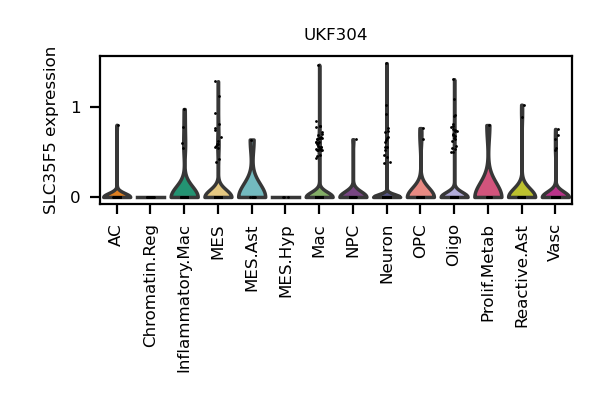 UKF304
SLC35F5 expression
1
0
AC
Chromatin.Reg
Inflammatory.Mac
MES
MES.Ast
MES.Hyp
Mac
NPC
Neuron
OPC
Oligo
Prolif.Metab
Reactive.Ast
Vasc